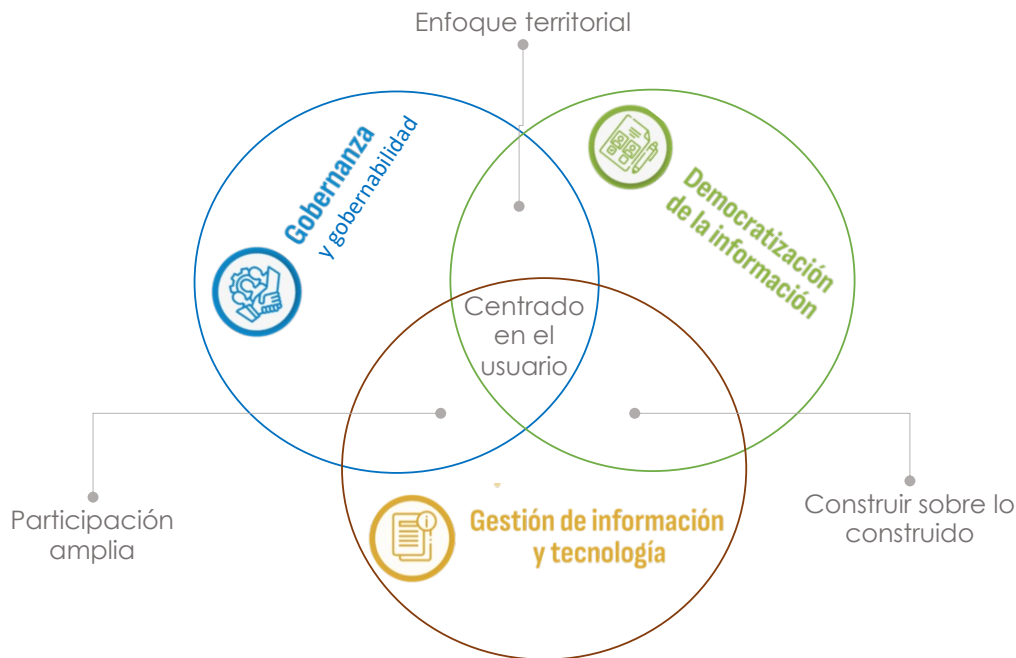 Enfoque territorial
Gobernanza
y gobernabilidad
Democratización
de la información
Centrado
en el
usuario
Participación
amplia
Construir sobre lo
construido
Gestión de información
y tecnología